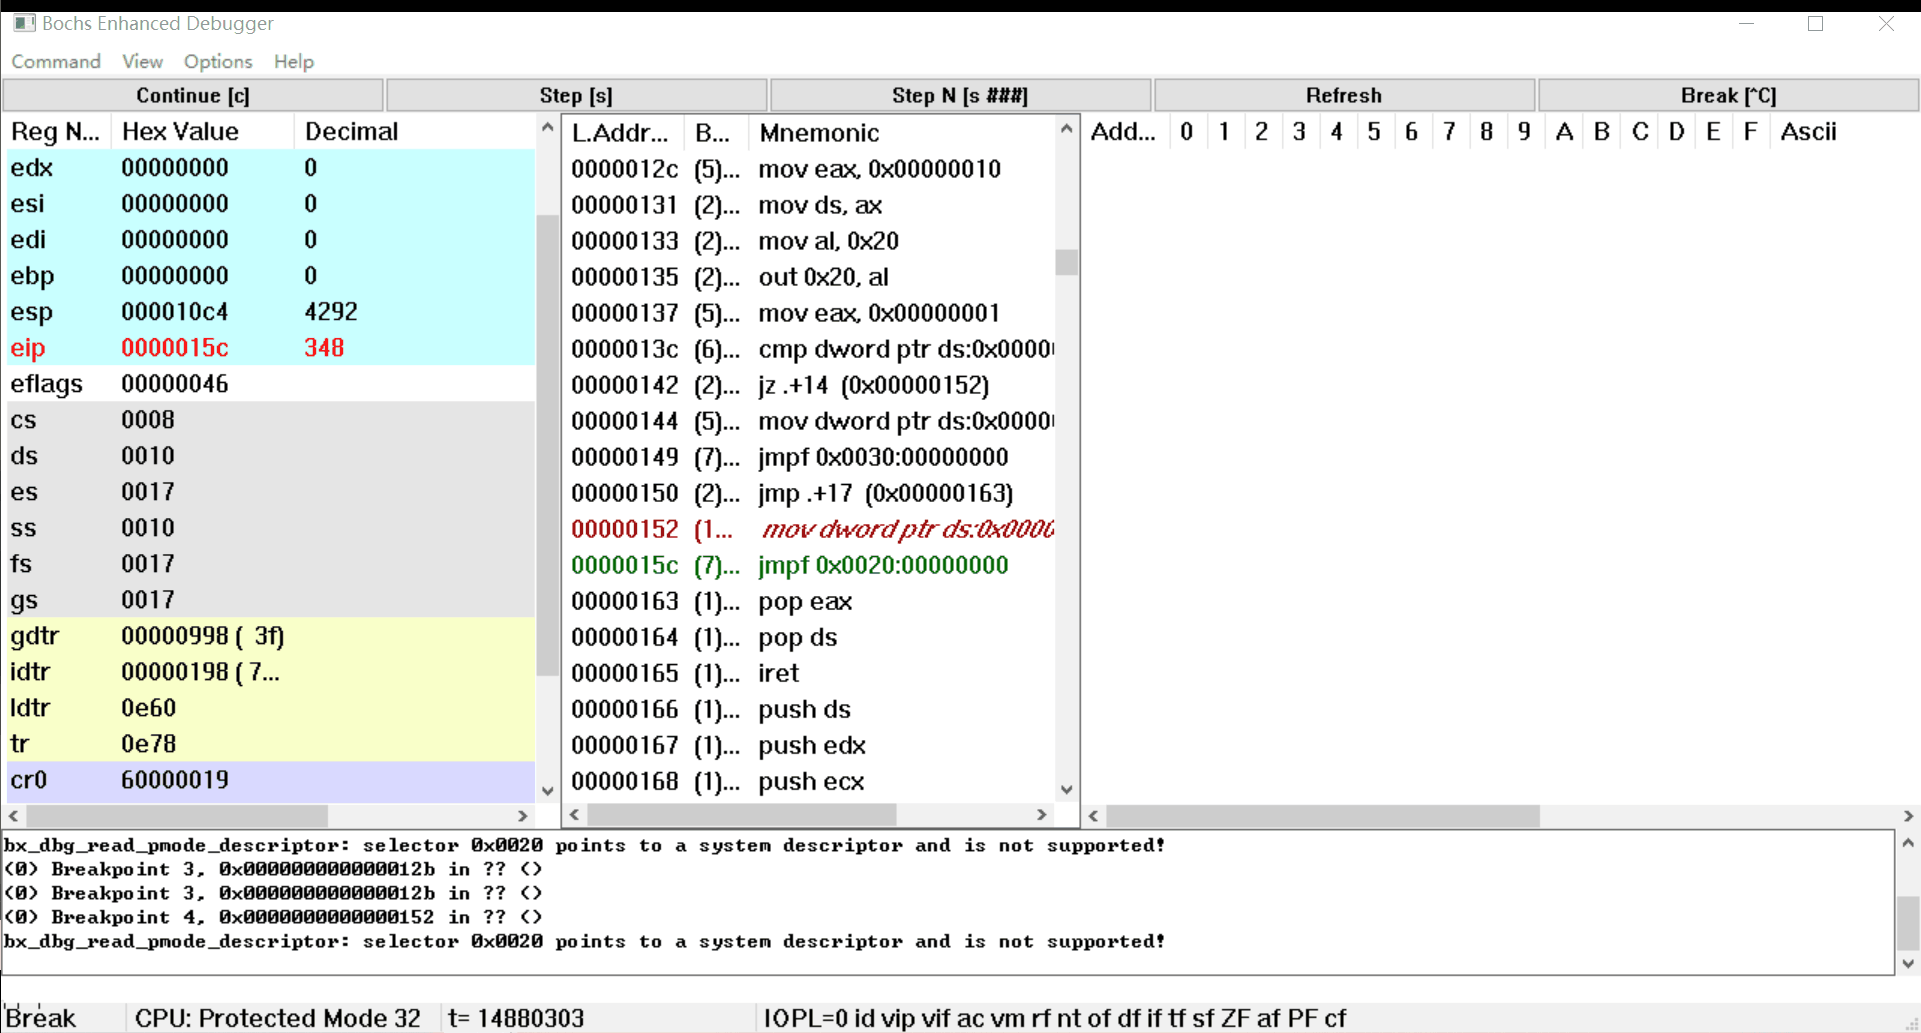 Bochs Enhanced Debugger
Command View Options Help
Continue [c] Step [s] Step N [s ###] Refresh Break [^C]
Reg N... Hex Value Decimal
edx 00000000 0
esi 00000000 0
edi 00000000 0
ebp 00000000 0
esp 000010c4 4292
eip 0000015c 348
eflags 00000046
cs 0008
ds 0010
es 0017
ss 0010
fs 0017
gs 0017
gdtr 00000998 ( 3f)
idtr 00000198 ( 7...
ldtr 0e60
tr 0e78
cr0 60000019
L.Addr... B... Mnemonic
0000012c (5)... mov eax, 0x00000010
00000131 (2)... mov ds, ax
00000133 (2)... mov al, 0x20
00000135 (2)... out 0x20, al
00000137 (5)... mov eax, 0x00000001
0000013c (6)... cmp dword ptr ds:0x0000
00000142 (2)... jz .+14 (0x00000152)
00000144 (5)... mov dword ptr ds:0x0000
00000149 (7)... jmpf 0x0030:00000000
00000150 (2)... jmp .+17 (0x00000163)
00000152 (1... mov dword ptr ds:0x0000
0000015c (7)... jmpf 0x0020:00000000
00000163 (1)... pop eax
00000164 (1)... pop ds
00000165 (1)... iret
00000166 (1)... push ds
00000167 (1)... push edx
00000168 (1)... push ecx
Add... 0 1 2 3 4 5 6 7 8 9 A B C D E F Ascii
bx_dbg_read_pmode_descriptor: selector 0x0020 points to a system descriptor and is not supported!
(0) Breakpoint 3, 0x000000000000012b in ?? ()
(0) Breakpoint 3, 0x000000000000012b in ?? ()
(0) Breakpoint 4, 0x0000000000000152 in ?? ()
bx_dbg_read_pmode_descriptor: selector 0x0020 points to a system descriptor and is not supported!
Break CPU: Protected Mode 32 t= 14880303 IOPL=0 id vip vif ac vm rf nt of df if tf sf ZF af PF cf